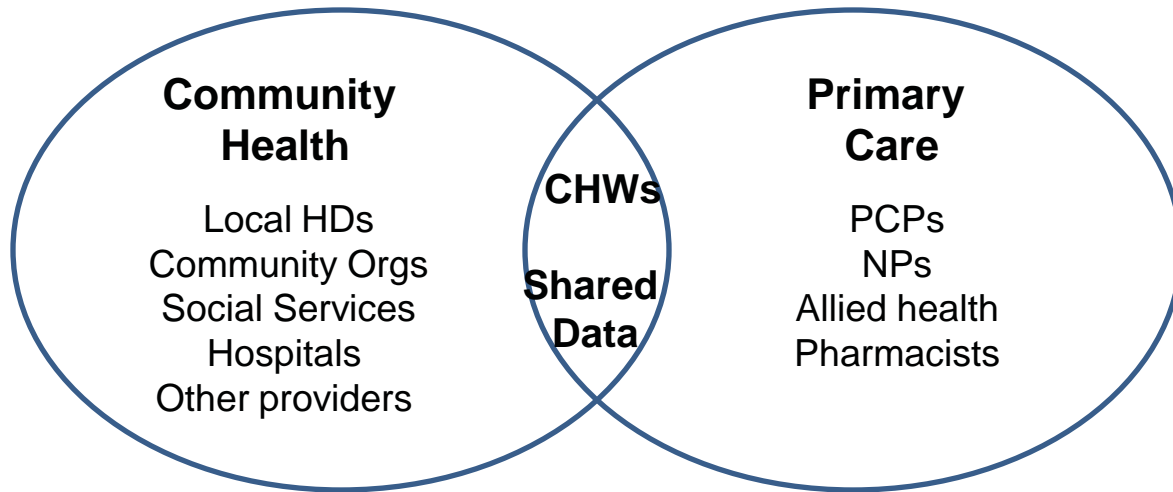 Community
Health
Local HDs
Community Orgs
Social Services
Hospitals
Other providers
CHWs
Shared
Data
Primary
Care
PCPs
NPs
Allied health
Pharmacists